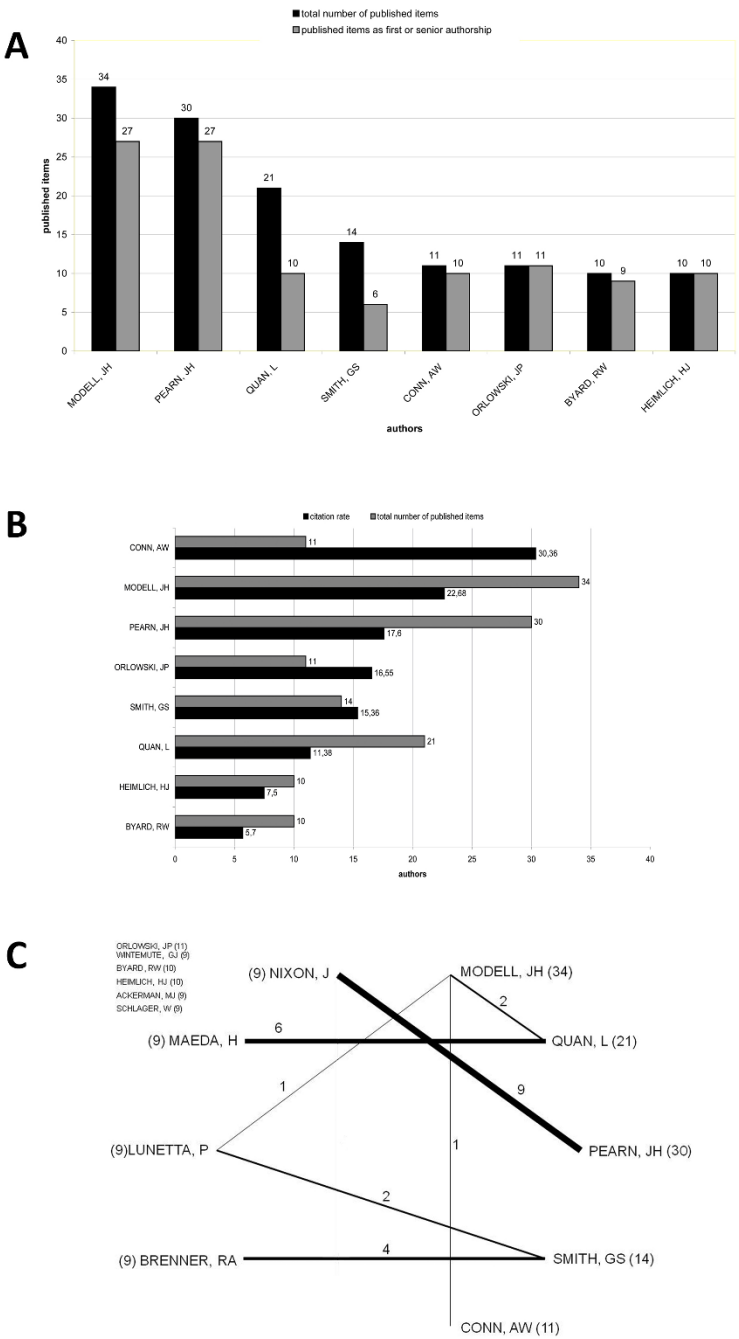 A
total number of published items
published items as first or senior authorship
40
35
30
25
20
15
10
5
0
published items
34
27
30
27
21
10
14
6
11
10
11
11
10
9
10
10
MODELL, JH
PEARN, JH
QUAN, L
SMITH, GS
CONN, AW
ORLOWSKI, JP
BYARD, RW
HEIMLICH, HJ
authors
B
citation rate total number of published items
CONN, AW
11
30,36
MODELL, JH
34
22,68
PEARN, JH
30
17,6
ORLOWSKI, JP
11
16,55
SMITH, GS
14
15,36
QUAN, L
21
11,38
HEIMLICH, HJ
10
7,5
BYARD, RW
10
5,7
0 5 10 15 20 25 30 35 40
authors
C
ORLOWSKI, JP (11)
WINTEMUTE, GJ (9)
BYARD, RW (10)
HEIMLICH, HJ (10)
ACKERMAN, MJ (9)
SCHLAGER, W (9)
(9) NIXON, J
MODELL, JH (34)
2
6
(9) MAEDA, H
QUAN, L (21)
1
9
(9)LUNETTA, P
1
PEARN, JH (30)
2
4
(9) BRENNER, RA
SMITH, GS (14)
CONN, AW (11)